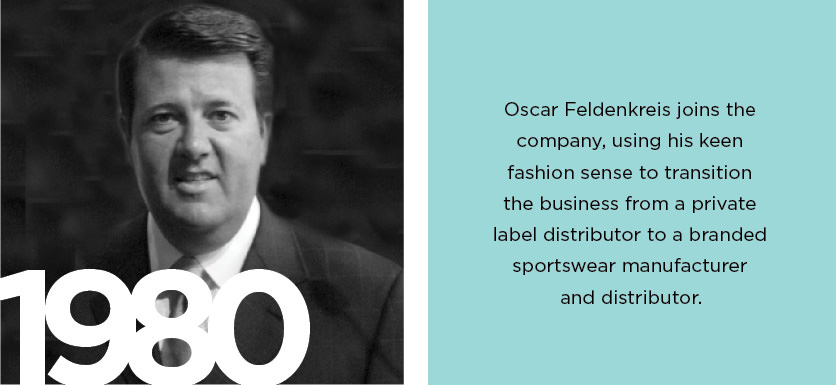 1980
Oscar Feldenkreis joins the
company, using his keen
fashion sense to transition
the business from a private
label distributor to a branded
sportswear manufacturer
and distributor.